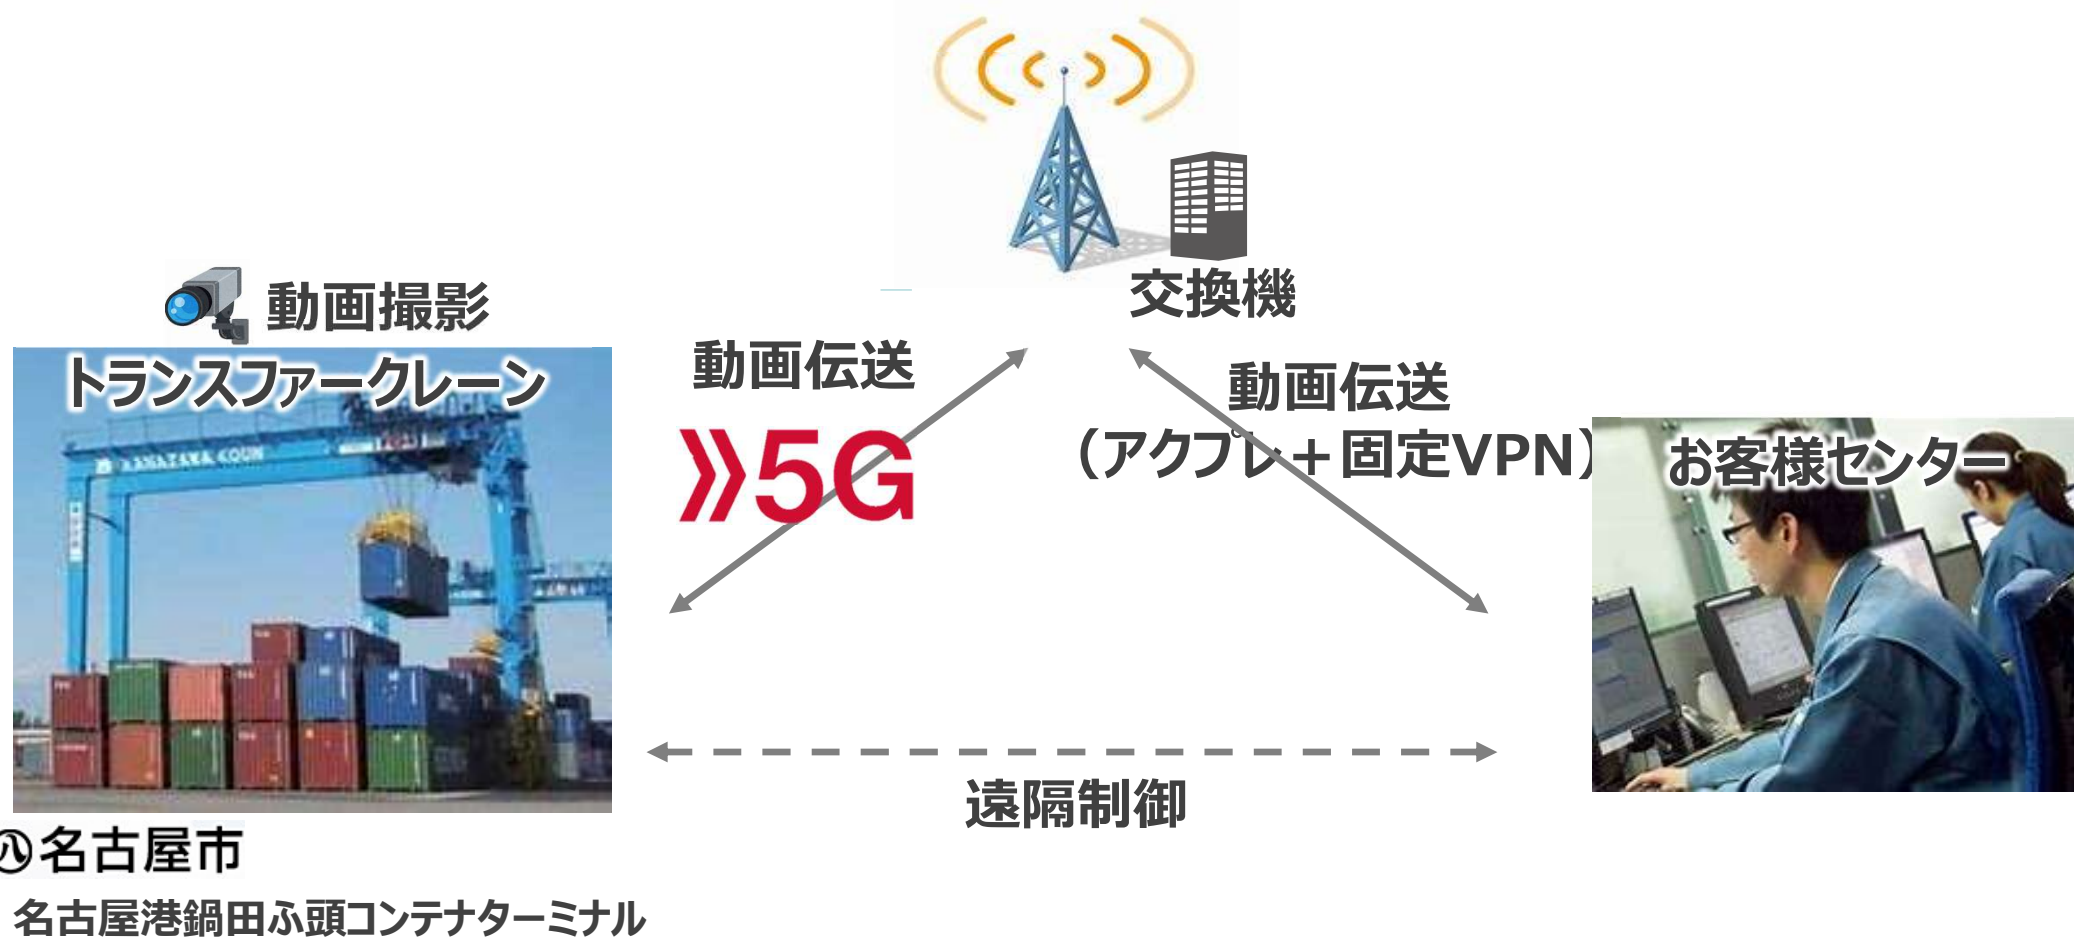 交換機
動画撮影
トランスファークレーン
動画伝送
5G
動画伝送
（アクプレ＋固定VPN）
お客様センター
遠隔制御
名古屋市
名古屋港鍋田ふ頭コンテナターミナル